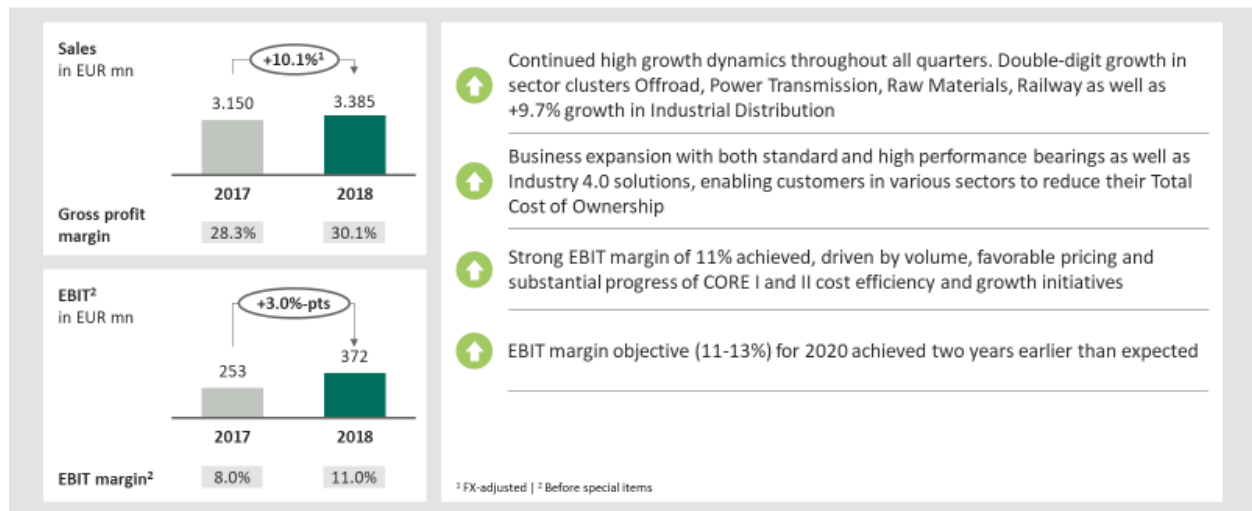 Sales
in EUR mn
+10.1%¹
3.150
3.385
2017
2018
Gross profit
margin
28.3%
30.1%
EBIT²
in EUR mn
+3.0%-pts
253
372
2017
2018
EBIT margin²
8.0%
11.0%
Continued high growth dynamics throughout all quarters. Double-digit growth in
sector clusters Offroad, Power Transmission, Raw Materials, Railway as well as
+9.7% growth in Industrial Distribution
Business expansion with both standard and high performance bearings as well as
Industry 4.0 solutions, enabling customers in various sectors to reduce their Total
Cost of Ownership
Strong EBIT margin of 11% achieved, driven by volume, favorable pricing and
substantial progress of CORE I and II cost efficiency and growth initiatives
EBIT margin objective (11-13%) for 2020 achieved two years earlier than expected
¹ FX-adjusted | ² Before special items